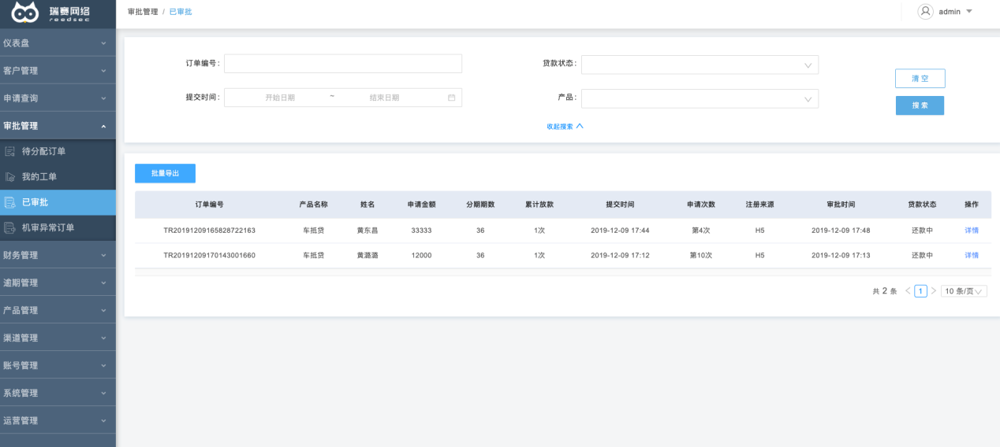 瑞赛网络
reedsec
审批管理 / 已审批
admin
仪表盘
客户管理
申请查询
审批管理
待分配订单
我的工单
已审批
机审异常订单
财务管理
逾期管理
产品管理
渠道管理
账号管理
系统管理
运营管理
订单编号:
贷款状态:
清空
提交时间: 开始日期 ~ 结束日期
产品:
搜索
收起搜索
批量导出
订单编号 产品名称 姓名 申请金额 分期期数 累计放款 提交时间 申请次数 注册来源 审批时间 贷款状态 操作
TR20191209165828722163 车抵贷 黄东昌 33333 36 1次 2019-12-09 17:44 第4次 H5 2019-12-09 17:48 还款中 详情
TR20191209170143001660 车抵贷 黄潞潞 12000 36 1次 2019-12-09 17:12 第10次 H5 2019-12-09 17:13 还款中 详情
共 2 条 < 1 > 10 条/页